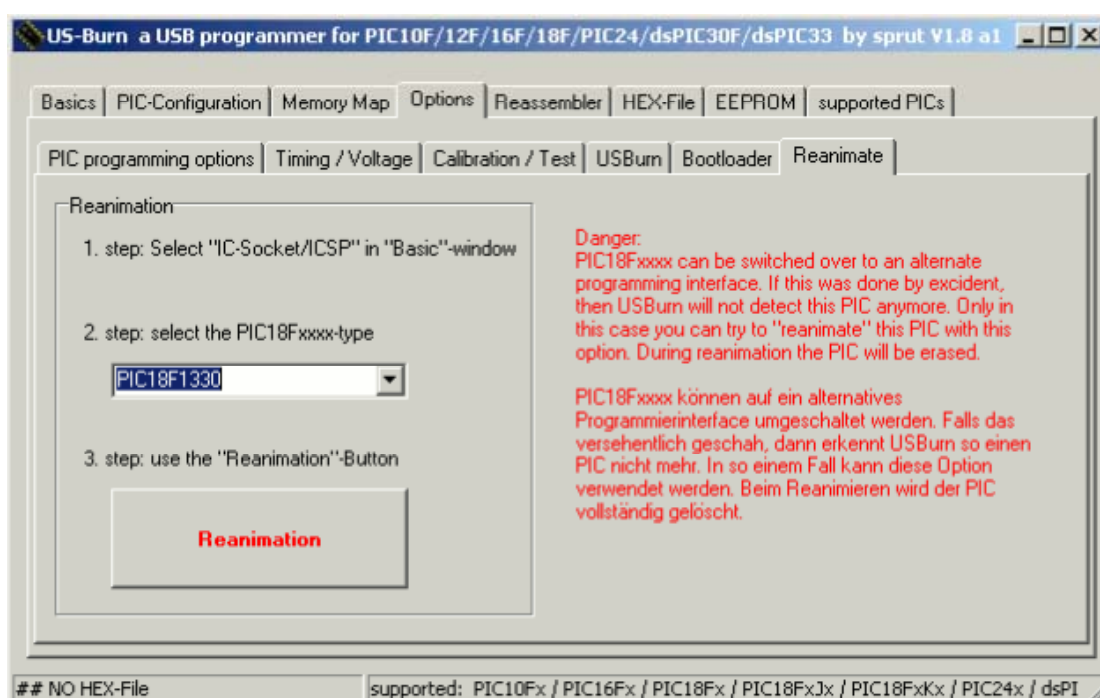 US-Burn a USB programmer for PIC10F/12F/16F/18F/PIC24/dsPIC30F/dsPIC33 by sprut V1.8 a1
Basics PIC-Configuration Memory Map Options Reassembler HEX-File EEPROM supported PICs
PIC programming options Timing / Voltage Calibration / Test USBurn Bootloader Reanimate
Reanimation
1. step: Select "IC-Socket/ICSP" in "Basic"-window
2. step: select the PIC18Fxxxx-type
PIC18F1330
3. step: use the "Reanimation"-Button
Reanimation
Danger:
PIC18Fxxxx can be switched over to an alternate
programming interface. If this was done by excident,
then USBurn will not detect this PIC anymore. Only in
this case you can try to "reanimate" this PIC with this
option. During reanimation the PIC will be erased.
PIC18Fxxxx können auf ein alternatives
Programmierinterface umgeschaltet werden. Falls das
versehentlich geschah, dann erkennt USBurn so einen
PIC nicht mehr. In so einem Fall kann diese Option
verwendet werden. Beim Reanimieren wird der PIC
vollständig gelöscht.
## NO HEX-File
supported: PIC10Fx / PIC16Fx / PIC18Fx / PIC18FxJx / PIC18FxKx / PIC24x / dsPI